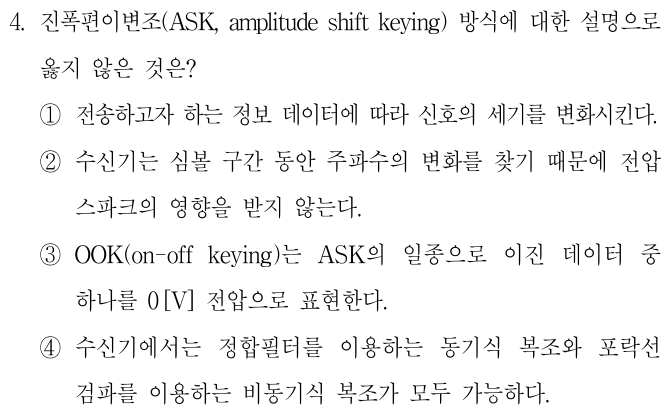 4. 진폭편이변조(ASK, amplitude shift keying) 방식에 대한 설명으로
옳지 않은 것은?
① 전송하고자 하는 정보 데이터에 따라 신호의 세기를 변화시킨다.
② 수신기는 심볼 구간 동안 주파수의 변화를 찾기 때문에 전압
스파크의 영향을 받지 않는다.
③ OOK(on-off keying)는 ASK의 일종으로 이진 데이터 중
하나를 0[V] 전압으로 표현한다.
④ 수신기에서는 정합필터를 이용하는 동기식 복조와 포락선
검파를 이용하는 비동기식 복조가 모두 가능하다.